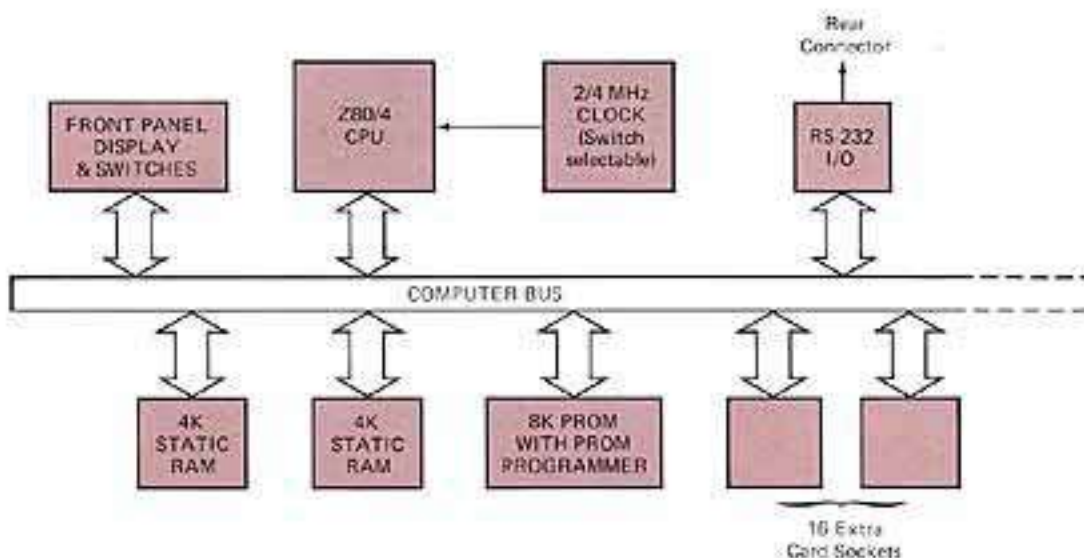 Rear
Connector
FRONT PANEL
DISPLAY
& SWITCHES
Z80/4
CPU
2/4 MHz
CLOCK
(Switch
selectable)
RS-232
I/O
COMPUTER BUS
4K
STATIC
RAM
4K
STATIC
RAM
8K PROM
WITH PROM
PROGRAMMER
16 Extra
Card Sockets